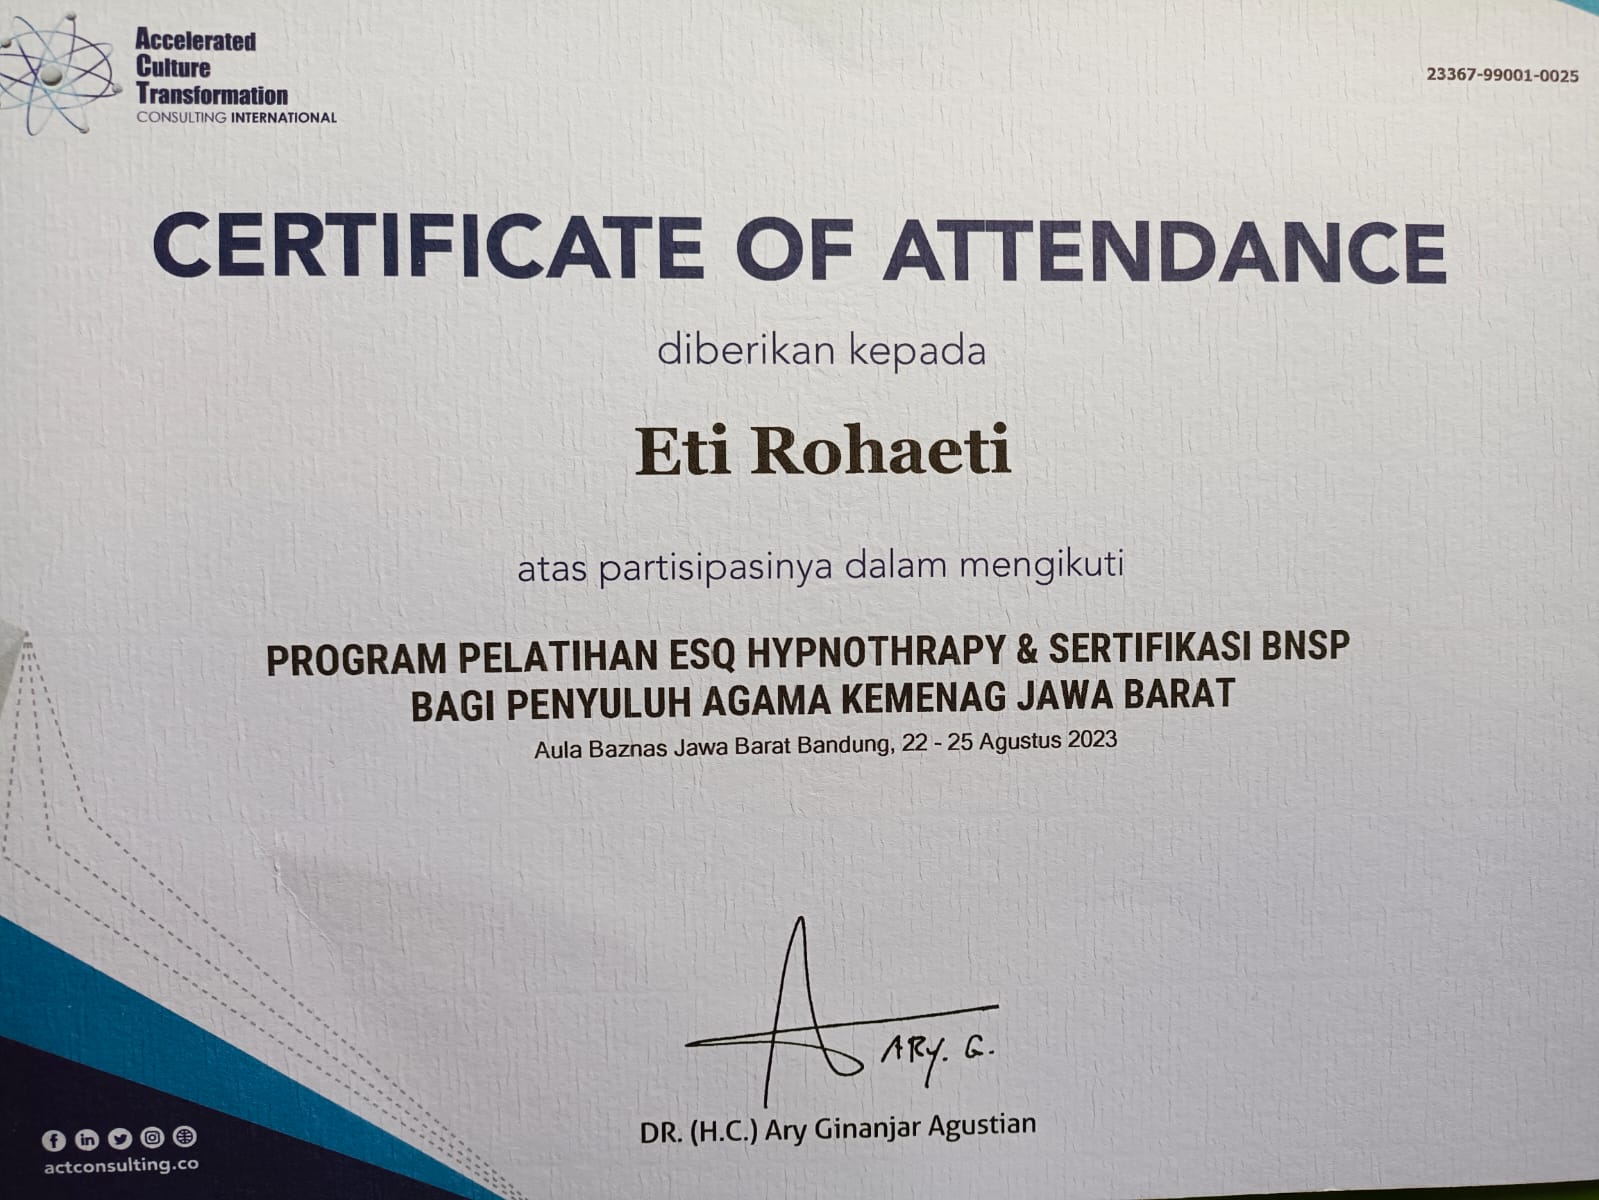 Accelerated
Culture
Transformation
CONSULTING INTERNATIONAL
23367-99001-0025
CERTIFICATE OF ATTENDANCE
diberikan kepada
Eti Rohaeti
atas partisipasinya dalam mengikuti
PROGRAM PELATIHAN ESQ HYPNOTHRAPY & SERTIFIKASI BNSP
BAGI PENYULUH AGAMA KEMENAG JAWA BARAT
Aula Baznas Jawa Barat Bandung, 22 - 25 Agustus 2023
ARY. G.
DR. (H.C.) Ary Ginanjar Agustian
actconsulting.co